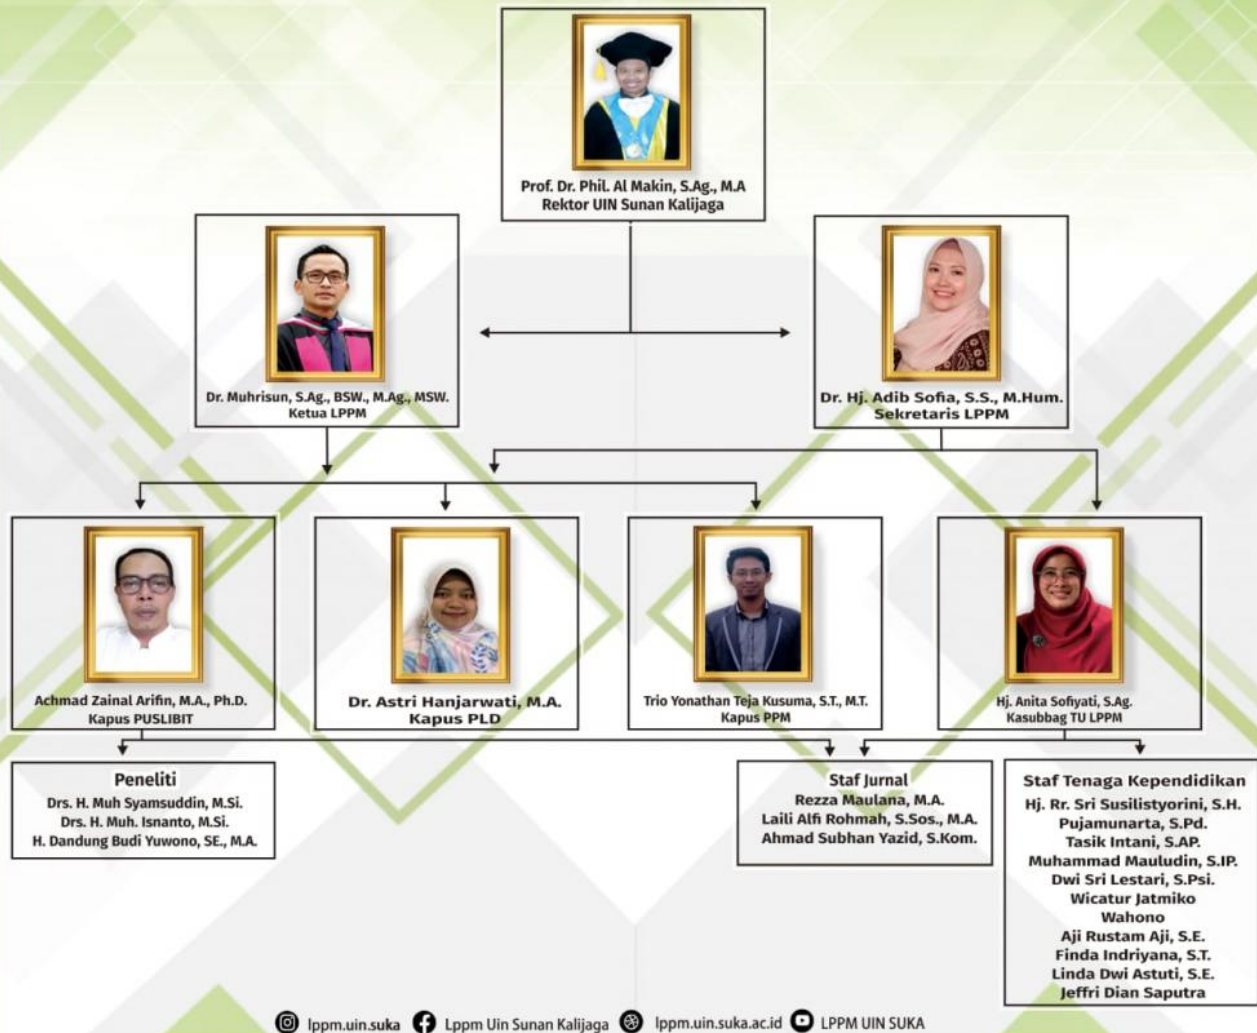 Prof. Dr. Phil. Al Makin, S.Ag., M.A
Rektor UIN Sunan Kalijaga
Dr. Muhrisun, S.Ag., BSW., M.Ag., MSW.
Ketua LPPM
Dr. Hj. Adib Sofia, S.S., M.Hum.
Sekretaris LPPM
Achmad Zainal Arifin, M.A., Ph.D.
Kapus PUSLIBIT
Dr. Astri Hanjarwati, M.A.
Kapus PLD
Trio Yonathan Teja Kusuma, S.T., M.T.
Kapus PPM
Hj. Anita Sofiyati, S.Ag.
Kasubbag TU LPPM
Peneliti
Drs. H. Muh Syamsuddin, M.Si.
Drs. H. Muh. Isnanto, M.Si.
H. Dandung Budi Yuwono, SE., M.A.
Staf Jurnal
Rezza Maulana, M.A.
Laili Alfi Rohmah, S.Sos., M.A.
Ahmad Subhan Yazid, S.Kom.
Staf Tenaga Kependidikan
Hj. Rr. Sri Susilistyorini, S.H.
Pujamunarta, S.Pd.
Tasik Intani, S.AP.
Muhammad Mauludin, S.IP.
Dwi Sri Lestari, S.Psi.
Wicatur Jatmiko
Wahono
Aji Rustam Aji, S.E.
Finda Indriyana, S.T.
Linda Dwi Astuti, S.E.
Jeffri Dian Saputra
lppm.uin.suka Lppm Uin Sunan Kalijaga lppm.uin.suka.ac.id LPPM UIN SUKA